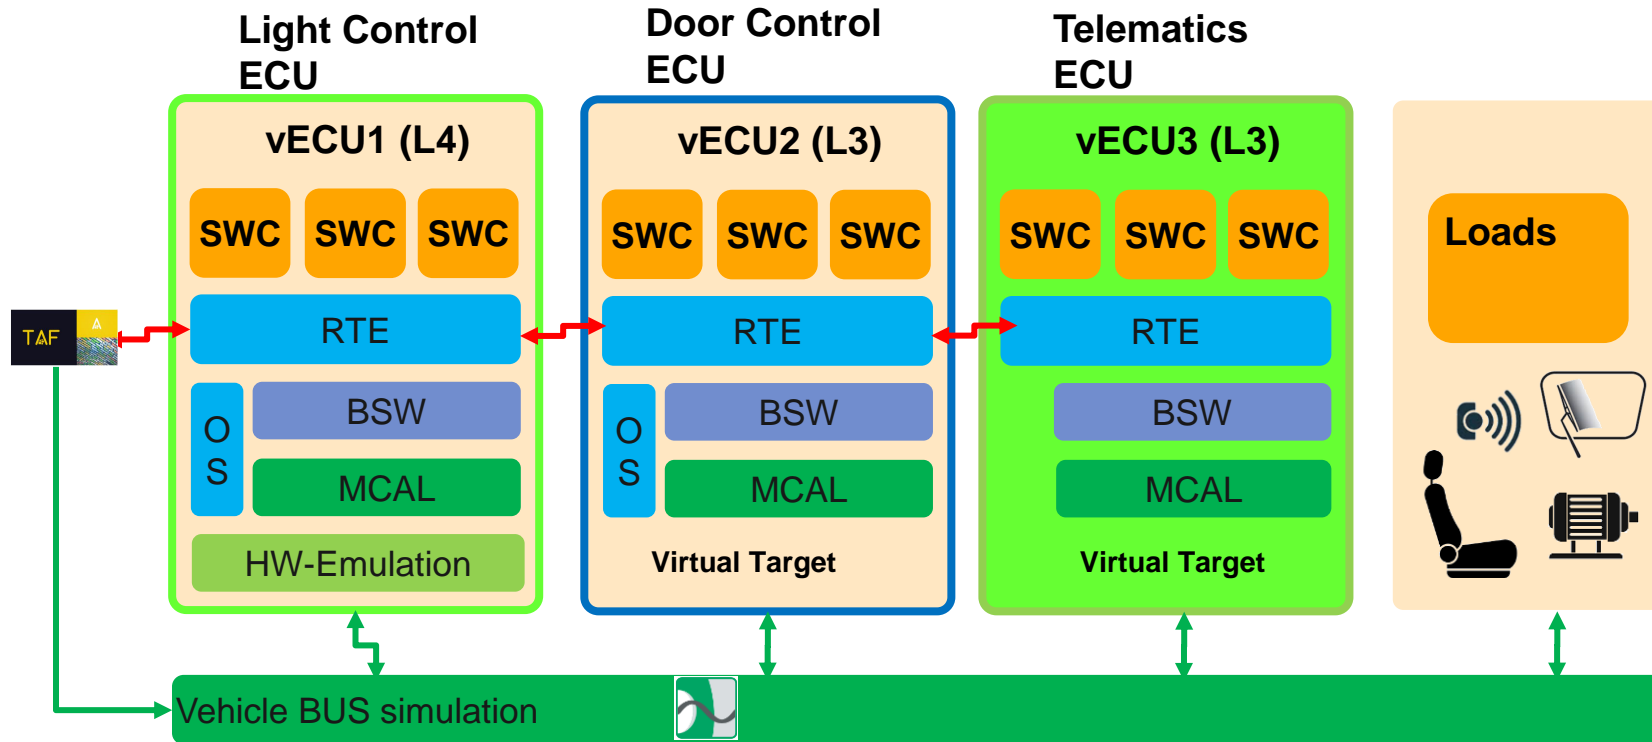 Light Control
ECU
Door Control
ECU
Telematics
ECU
vECU1 (L4)
SWC SWC SWC
RTE
O
S
BSW
MCAL
HW-Emulation
vECU2 (L3)
SWC SWC SWC
RTE
O
S
BSW
MCAL
Virtual Target
vECU3 (L3)
SWC SWC SWC
RTE
BSW
MCAL
Virtual Target
Loads
TAF
A
Vehicle BUS simulation